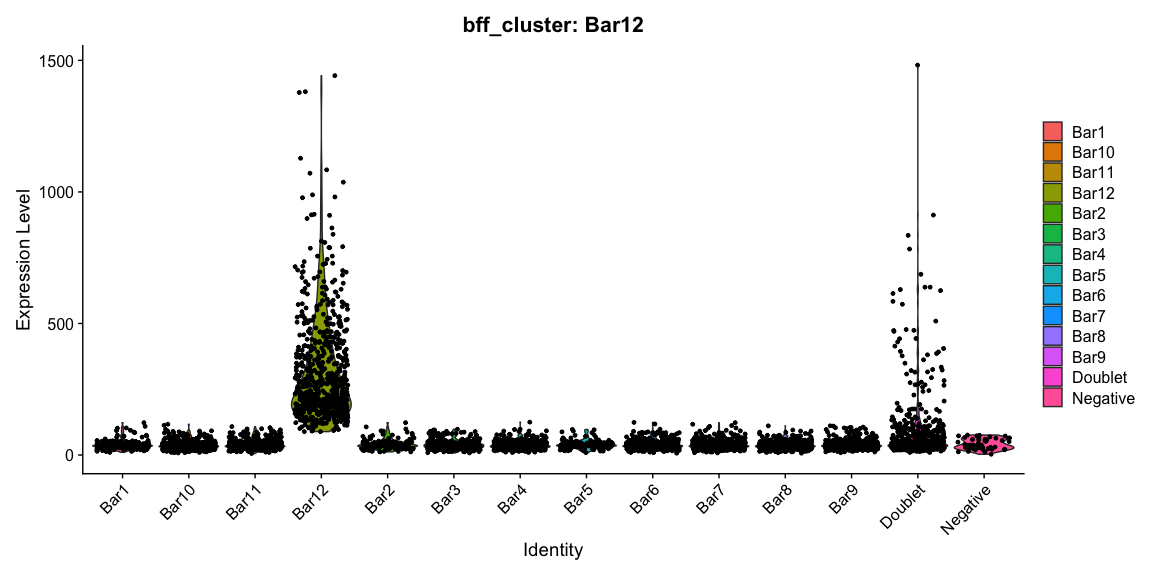 bff_cluster: Bar12
Expression Level
1500
1000
500
0
Bar1
Bar10
Bar11
Bar12
Bar2
Bar3
Bar4
Bar5
Bar6
Bar7
Bar8
Bar9
Doublet
Negative
Identity
Bar1
Bar10
Bar11
Bar12
Bar2
Bar3
Bar4
Bar5
Bar6
Bar7
Bar8
Bar9
Doublet
Negative